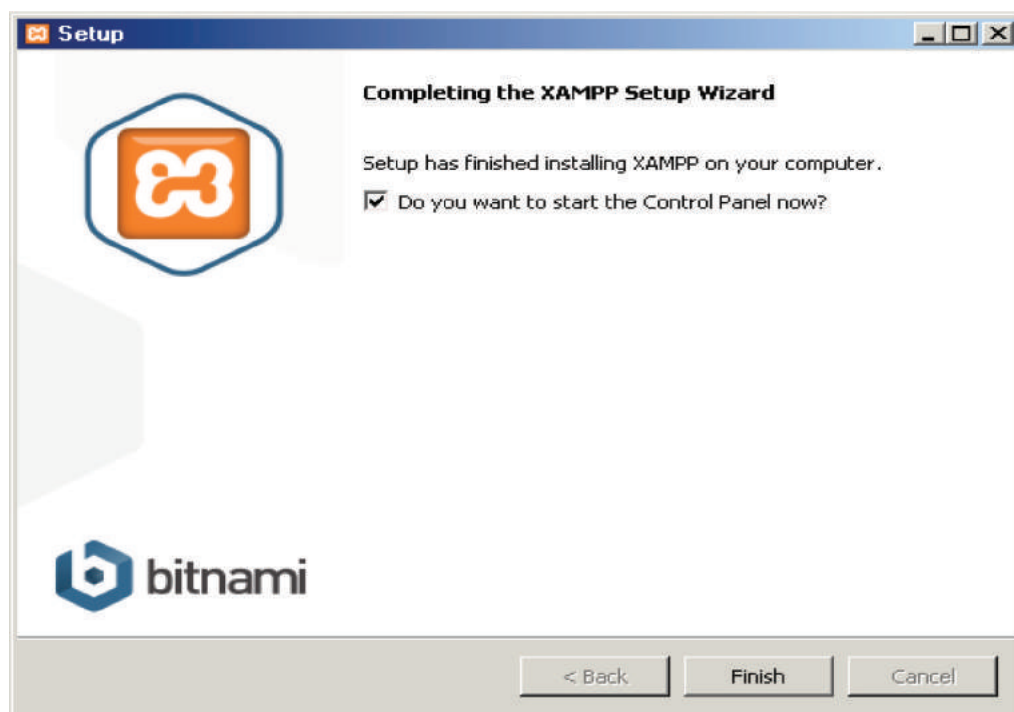 Setup
Completing the XAMPP Setup Wizard
Setup has finished installing XAMPP on your computer.
Do you want to start the Control Panel now?
bitnami
< Back
Finish
Cancel